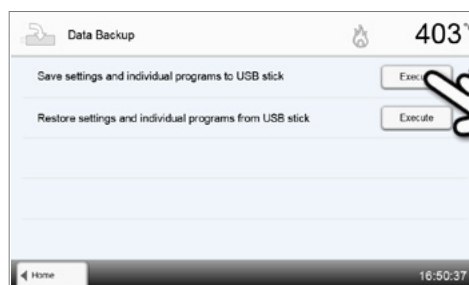 Data Backup
403°
Save settings and individual programs to USB stick
Execu
Restore settings and individual programs from USB stick
Execute
Home
16:50:37